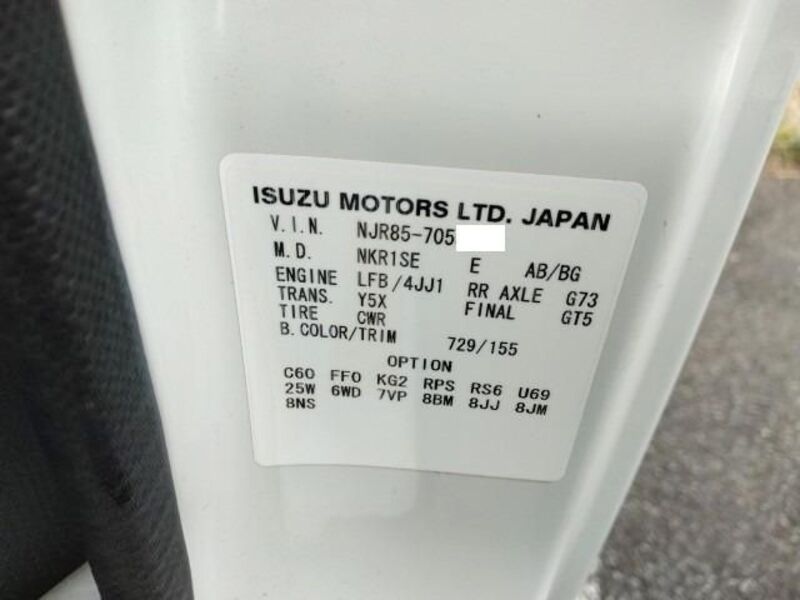 ISUZU MOTORS LTD. JAPAN
V.I.N. NJR85-705
M.D. NKR1SE E AB/BG
ENGINE LFB/4JJ1 RR AXLE G73
TRANS. Y5X FINAL GT5
TIRE CWR
B.COLOR/TRIM 729/155
OPTION
C60 FF0 KG2 RPS RS6 U69
25W 6WD 7VP 8BM 8JJ 8JM
8NS